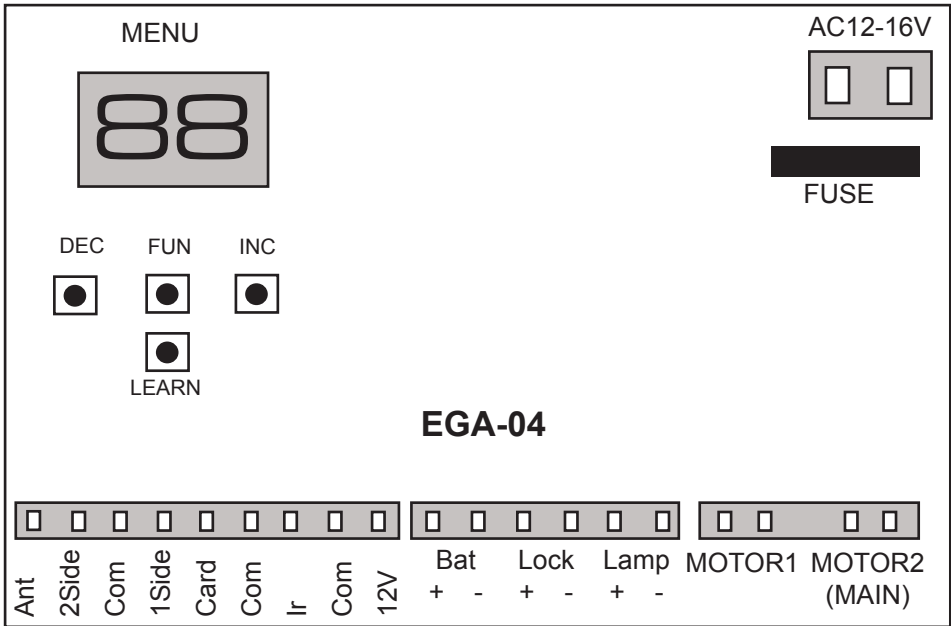 MENU
AC12-16V
88
FUSE
DEC FUN INC
LEARN
EGA-04
Ant 2Side Com 1Side Card Com Ir Com 12V
Bat Lock Lamp MOTOR1 MOTOR2
+ - + - + - (MAIN)